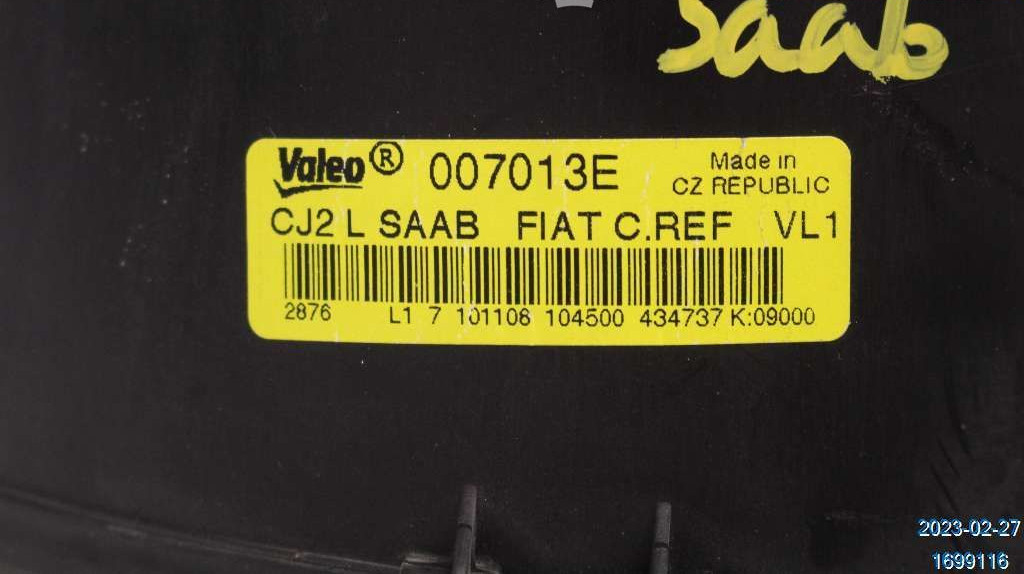 Saab
Valeo® 007013E Made in
CZ REPUBLIC
CJ2 L SAAB FIAT C.REF VL1
2876 L1 7 101108 104500 434737 K:09000
2023-02-27
1699116